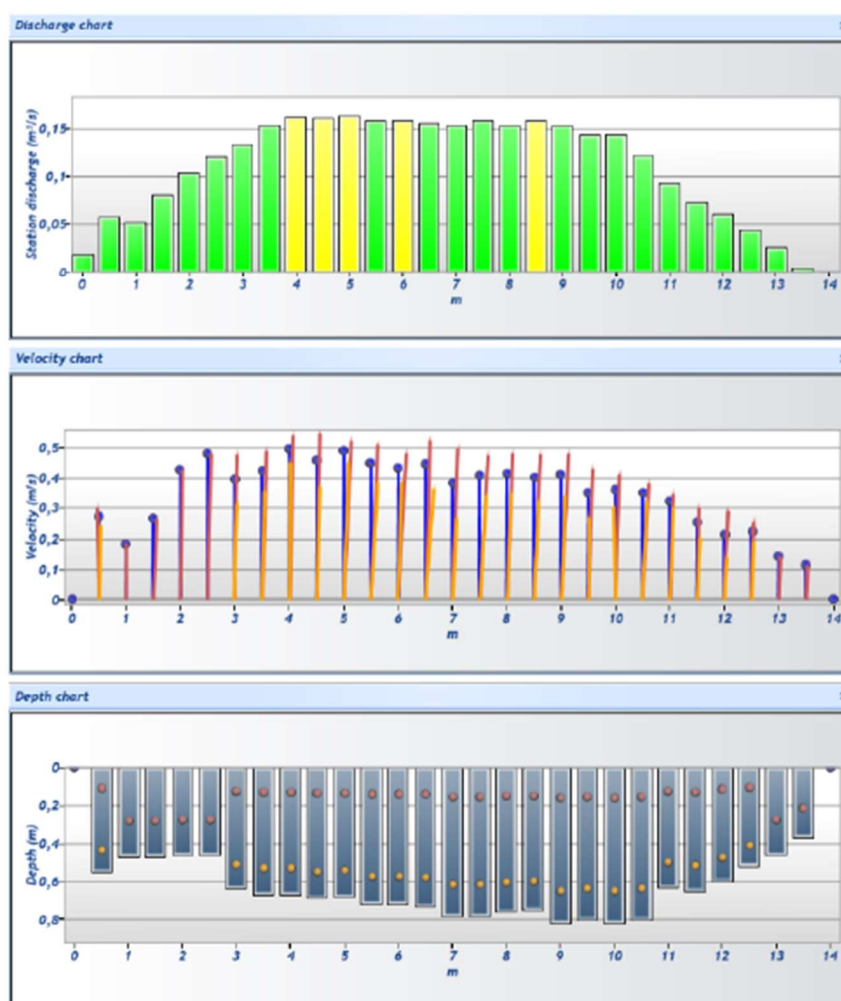 Discharge chart
Station discharge (m³/s)
0,15
0,1
0,05
0
0 1 2 3 4 5 6 7 8 9 10 11 12 13 14
m
Velocity chart
Velocity (m/s)
0,5
0,4
0,3
0,2
0,1
0
0 1 2 3 4 5 6 7 8 9 10 11 12 13 14
m
Depth chart
Depth (m)
0
0,2
0,4
0,6
0,8
0 1 2 3 4 5 6 7 8 9 10 11 12 13 14
m